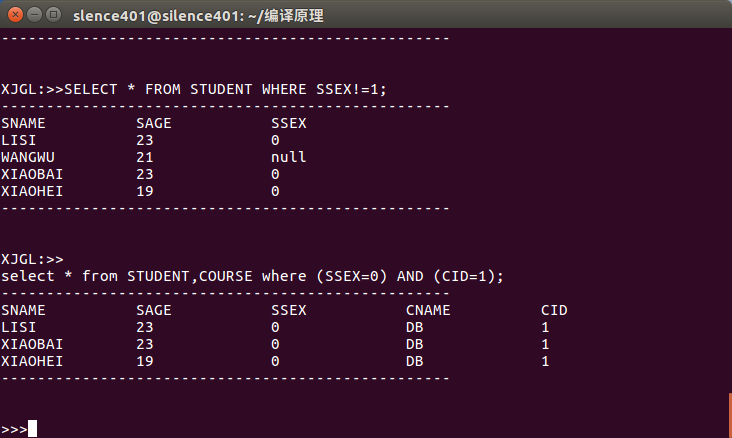 slence401@silence401: ~/编译原理
--------------------------------------------------
XJGL:>>SELECT * FROM STUDENT WHERE SSEX!=1;
--------------------------------------------------
SNAME          SAGE           SSEX
LISI           23             0
WANGWU         21             null
XIAOBAI        23             0
XIAOHEI        19             0
--------------------------------------------------
XJGL:>>
select * from STUDENT,COURSE where (SSEX=0) AND (CID=1);
--------------------------------------------------
SNAME          SAGE           SSEX           CNAME          CID
LISI           23             0              DB             1
XIAOBAI        23             0              DB             1
XIAOHEI        19             0              DB             1
--------------------------------------------------
>>>